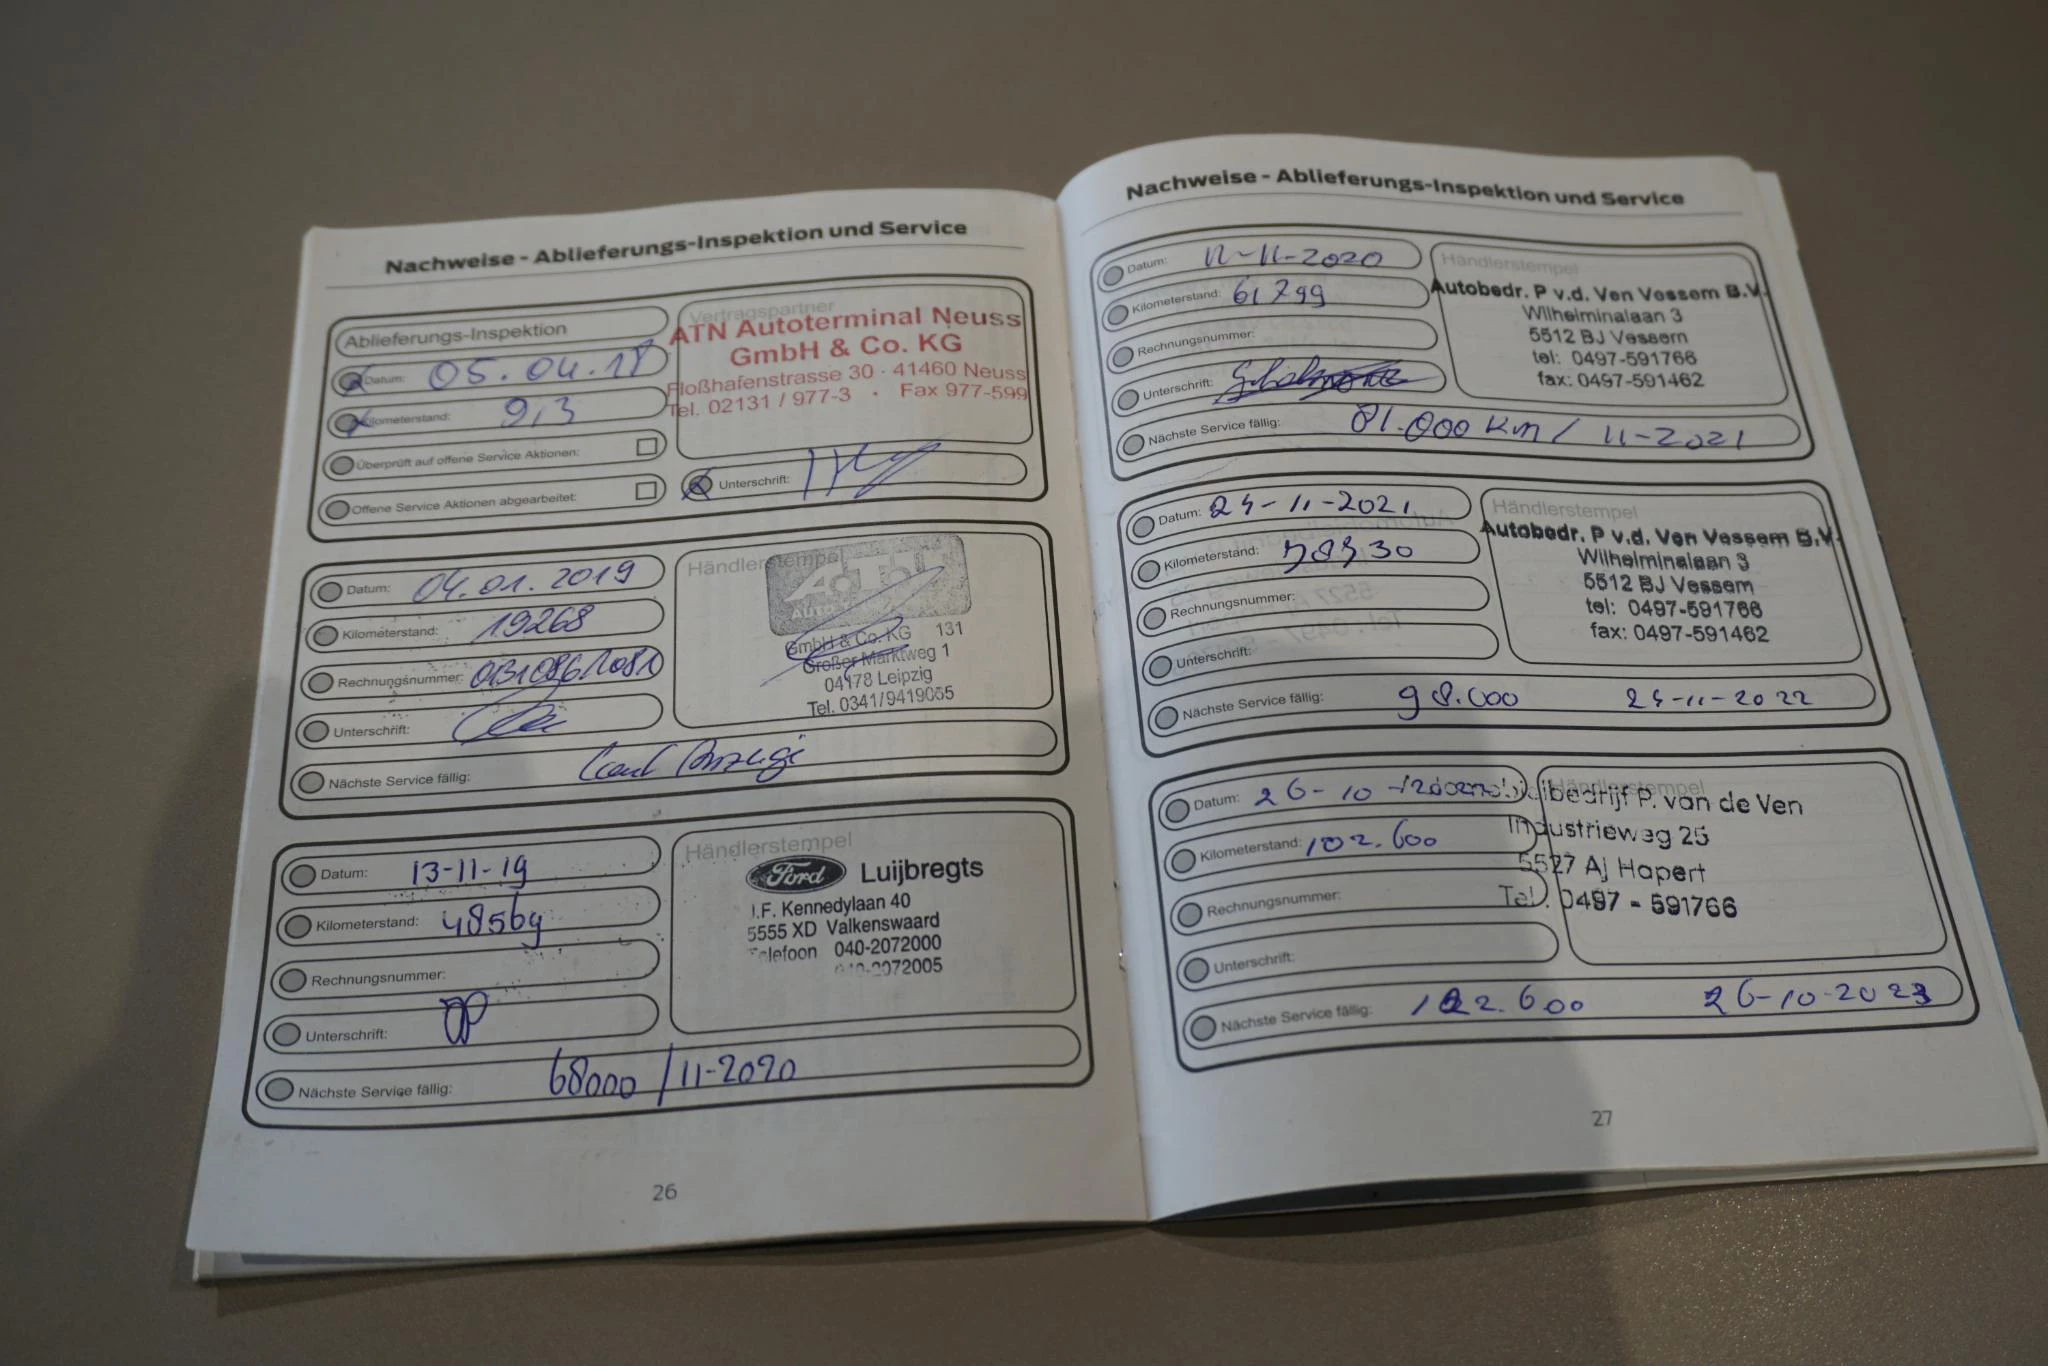 Nachweise - Ablieferungs-Inspektion und Service
Ablieferungs-Inspektion
Datum: 05.04.18
Kilometerstand: 9,3
Überprüft auf offene Service Aktionen:
Offene Service Aktionen abgearbeitet:
Vertragspartner
ATN Autoterminal Neuss
GmbH & Co. KG
Floßhafenstrasse 30 · 41460 Neuss
Tel. 02131 / 977-3 · Fax 977-599
Unterschrift:
Datum: 04.01.2019
Kilometerstand: 19268
Rechnungsnummer:
Unterschrift:
Nächste Service fällig: laut Anzeige
Händlerstempel
GmbH & Co. KG 131
Großer Marktweg 1
04178 Leipzig
Tel. 0341/9419055
Datum: 13-11-19
Kilometerstand: 48569
Rechnungsnummer:
Unterschrift:
Nächste Service fällig: 68000 / 11-2020
Händlerstempel
Ford Luijbregts
J.F. Kennedylaan 40
5555 XD Valkenswaard
Telefoon 040-2072000
040-2072005
26
Nachweise - Ablieferungs-Inspektion und Service
Datum: 12-11-2020
Kilometerstand: 61799
Rechnungsnummer:
Unterschrift:
Nächste Service fällig: 81.000 km / 11-2021
Händlerstempel
Autobedr. P v.d. Ven Vessem B.V.
Wilhelminalaan 3
5512 BJ Vessem
tel: 0497-591766
fax: 0497-591462
Datum: 24-11-2021
Kilometerstand:
Rechnungsnummer:
Unterschrift:
Nächste Service fällig: 98.000 24-11-2022
Händlerstempel
Autobedr. P v.d. Ven Vessem B.V.
Wilhelminalaan 3
5512 BJ Vessem
tel: 0497-591766
fax: 0497-591462
Datum: 26-10-
Kilometerstand: 102.600
Rechnungsnummer:
Unterschrift:
Nächste Service fällig: 122.600 26-10-2023
Händlerstempel
P. van de Ven
Industrieweg 25
5527 AJ Hapert
Tel. 0497 - 591766
27